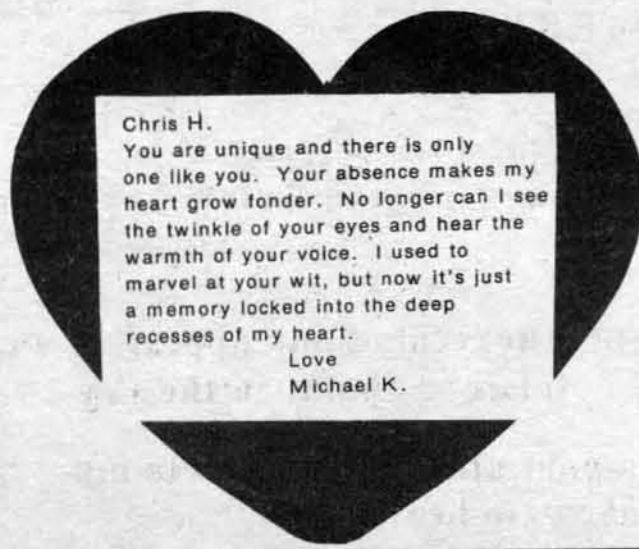 Chris H.
You are unique and there is only
one like you. Your absence makes my
heart grow fonder. No longer can I see
the twinkle of your eyes and hear the
warmth of your voice. I used to
marvel at your wit, but now it's just
a memory locked into the deep
recesses of my heart.
Love
Michael K.